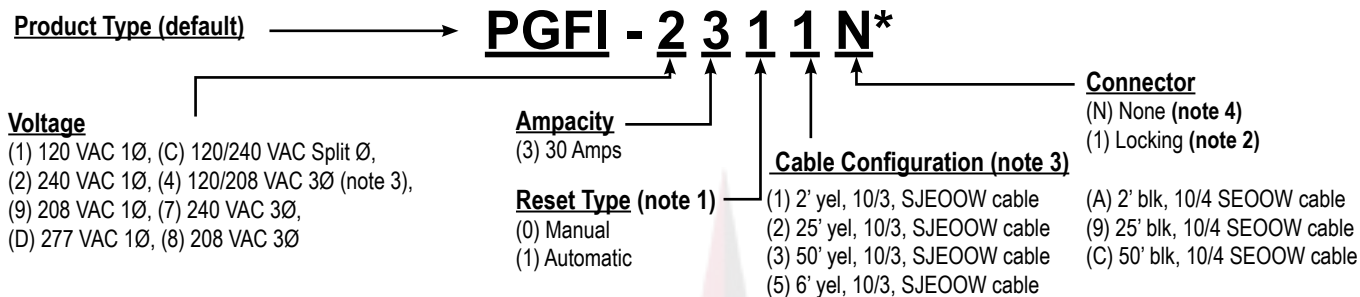 Product Type (default)
PGFI - 2 3 1 1 N*
Voltage
(1) 120 VAC 1Ø, (C) 120/240 VAC Split Ø,
(2) 240 VAC 1Ø, (4) 120/208 VAC 3Ø (note 3),
(9) 208 VAC 1Ø, (7) 240 VAC 3Ø,
(D) 277 VAC 1Ø, (8) 208 VAC 3Ø
Ampacity
(3) 30 Amps
Reset Type (note 1)
(0) Manual
(1) Automatic
Cable Configuration (note 3)
(1) 2' yel, 10/3, SJEOOW cable
(2) 25' yel, 10/3, SJEOOW cable
(3) 50' yel, 10/3, SJEOOW cable
(5) 6' yel, 10/3, SJEOOW cable
(A) 2' blk, 10/4 SEOOW cable
(9) 25' blk, 10/4 SEOOW cable
(C) 50' blk, 10/4 SEOOW cable
Connector
(N) None (note 4)
(1) Locking (note 2)